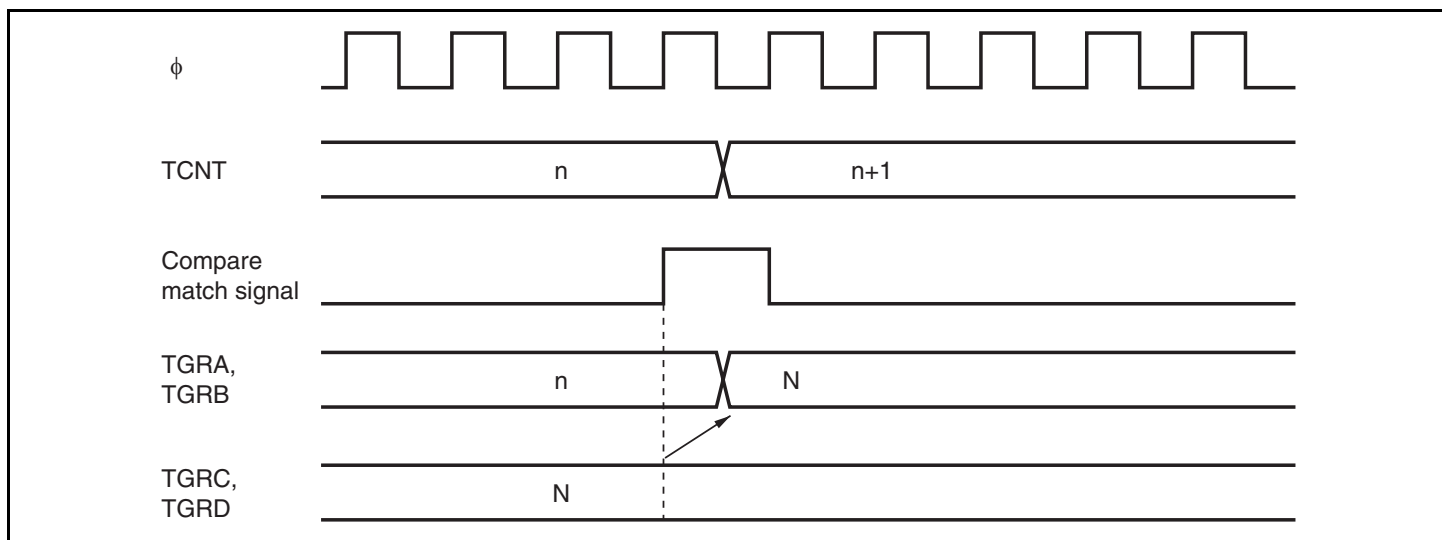 ϕ
TCNT
n
n+1
Compare
match signal
TGRA,
TGRB
n
N
TGRC,
TGRD
N